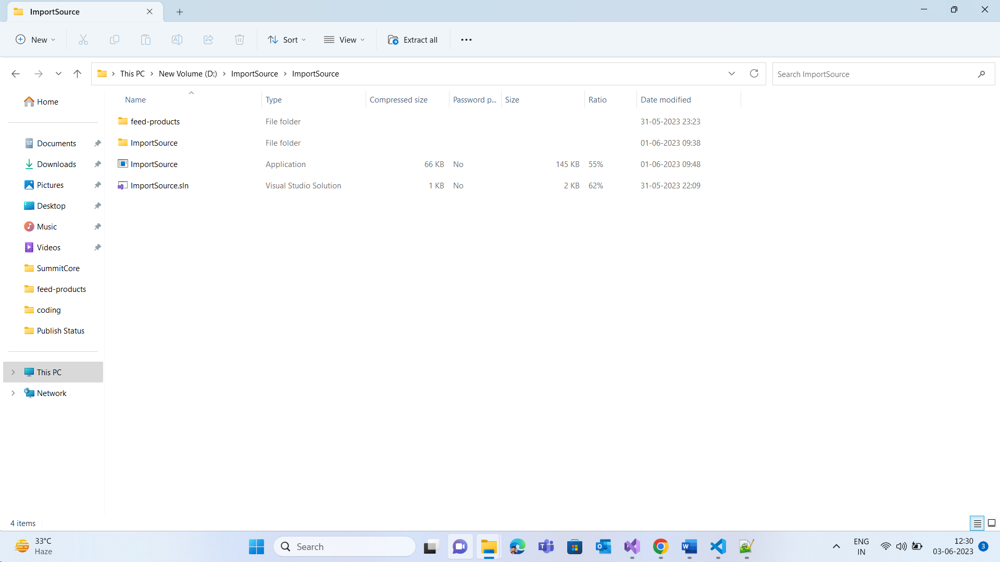 ImportSource
New
Sort
View
Extract all
This PC > New Volume (D:) > ImportSource > ImportSource
Search ImportSource
Home
Documents
Downloads
Pictures
Desktop
Music
Videos
SummitCore
feed-products
coding
Publish Status
This PC
Network
Name Type Compressed size Password p... Size Ratio Date modified
feed-products File folder 31-05-2023 23:23
ImportSource File folder 01-06-2023 09:38
ImportSource Application 66 KB No 145 KB 55% 01-06-2023 09:48
ImportSource.sln Visual Studio Solution 1 KB No 2 KB 62% 31-05-2023 22:09
4 items
33°C
Haze
Search
ENG
IN
12:30
03-06-2023
3